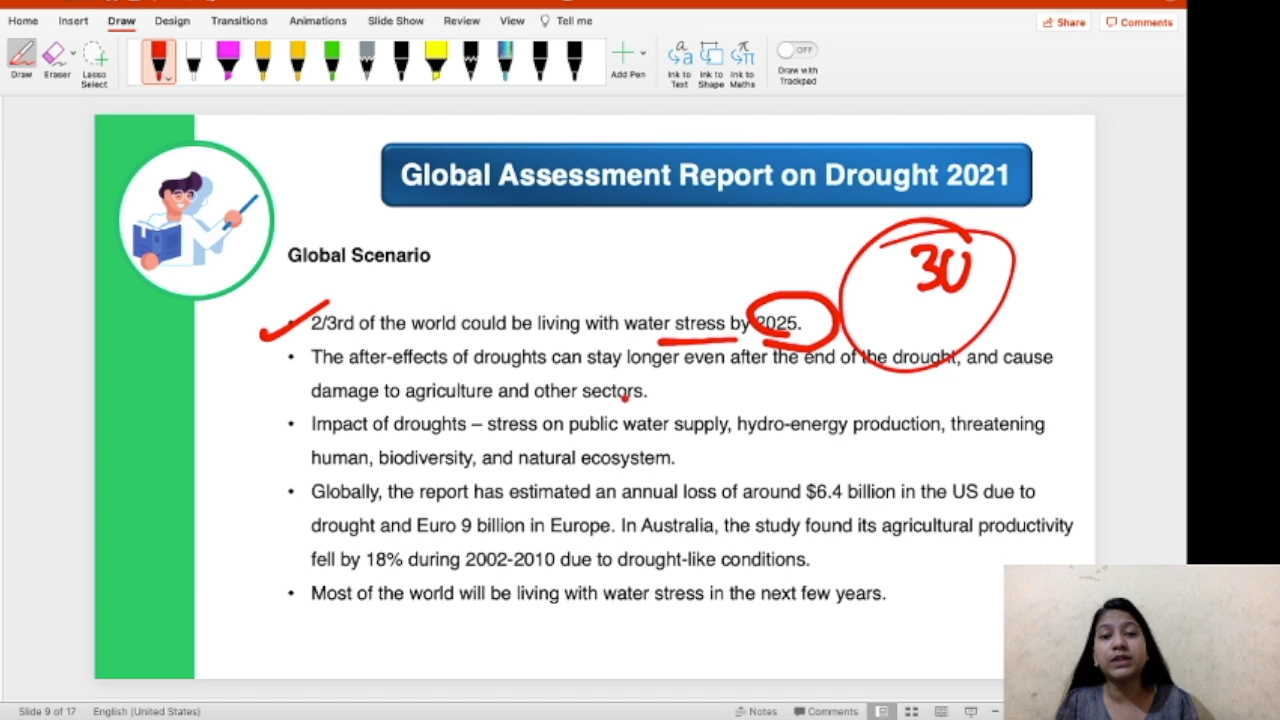 Home Insert Draw Design Transitions Animations Slide Show Review View Tell me Share Comments
Draw Eraser Lasso Select Add Pen Ink to Text Ink to Shape Ink to Maths OFF Draw with Trackpad
Global Assessment Report on Drought 2021
30
Global Scenario
• 2/3rd of the world could be living with water stress by 2025.
• The after-effects of droughts can stay longer even after the end of the drought, and cause
damage to agriculture and other sectors.
• Impact of droughts – stress on public water supply, hydro-energy production, threatening
human, biodiversity, and natural ecosystem.
• Globally, the report has estimated an annual loss of around $6.4 billion in the US due to
drought and Euro 9 billion in Europe. In Australia, the study found its agricultural productivity
fell by 18% during 2002-2010 due to drought-like conditions.
• Most of the world will be living with water stress in the next few years.
Slide 9 of 17 English (United States) Notes Comments